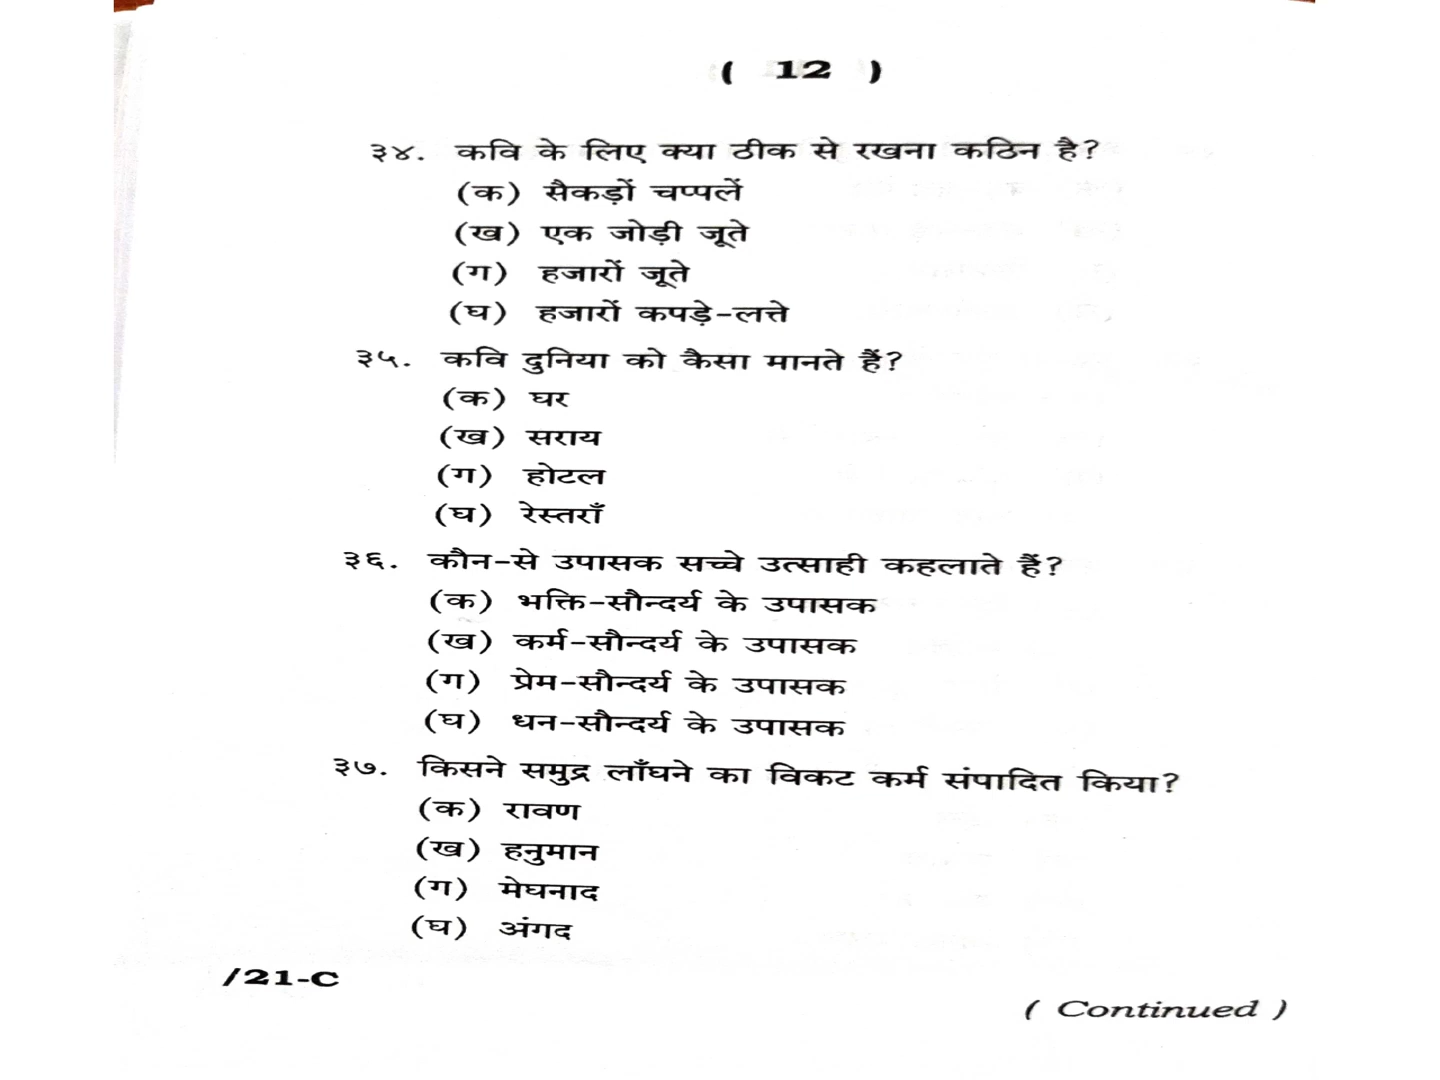 ( 12 )
३४. कवि के लिए क्या ठीक से रखना कठिन है?
(क) सैकड़ों चप्पलें
(ख) एक जोड़ी जूते
(ग) हजारों जूते
(घ) हजारों कपड़े-लत्ते
३५. कवि दुनिया को कैसा मानते हैं?
(क) घर
(ख) सराय
(ग) होटल
(घ) रेस्तराँ
३६. कौन-से उपासक सच्चे उत्साही कहलाते हैं?
(क) भक्ति-सौन्दर्य के उपासक
(ख) कर्म-सौन्दर्य के उपासक
(ग) प्रेम-सौन्दर्य के उपासक
(घ) धन-सौन्दर्य के उपासक
३७. किसने समुद्र लाँघने का विकट कर्म संपादित किया?
(क) रावण
(ख) हनुमान
(ग) मेघनाद
(घ) अंगद
/21-C
( Continued )